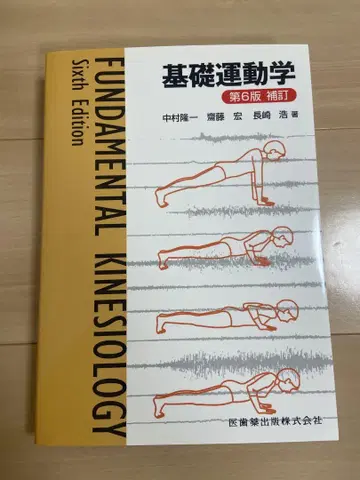 FUNDAMENTAL KINESIOLOGY
Sixth Edition
基礎運動学
第6版 補訂
中村隆一 齋藤 宏 長崎 浩 著
医歯薬出版株式会社